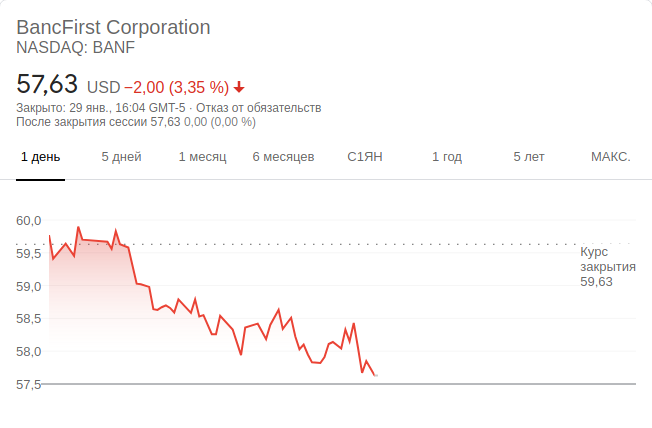 BancFirst Corporation
NASDAQ: BANF
57,63 USD −2,00 (3,35 %)
Закрыто: 29 янв., 16:04 GMT-5 · Отказ от обязательств
После закрытия сессии 57,63 0,00 (0,00 %)
1 день 5 дней 1 месяц 6 месяцев С1ЯН 1 год 5 лет МАКС.
60,0
59,5
59,0
58,5
58,0
57,5
Курс
закрытия
59,63